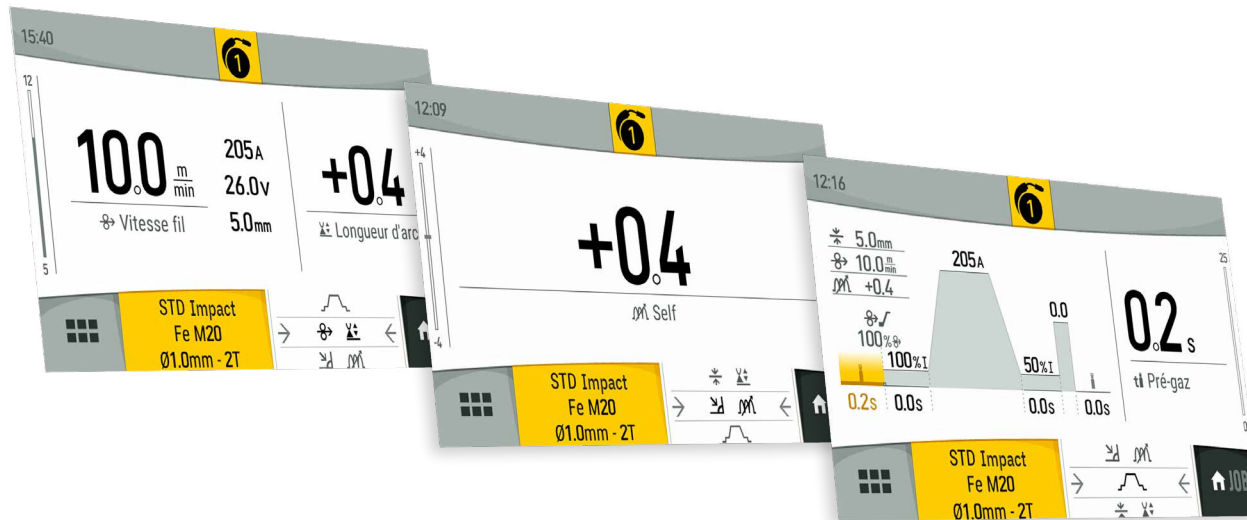 15:40
1
12
10.0 m/min
205A
26.0V
5.0mm
Vitesse fil
+0.4
Longueur d'arc
5
STD Impact
Fe M20
Ø1.0mm - 2T
12:09
1
+4
+0.4
Self
-4
STD Impact
Fe M20
Ø1.0mm - 2T
12:16
1
5.0mm
10.0 m/min
+0.4
100%
205A
0.0
100%I
50%I
0.2s
0.0s
0.0s
0.0s
25
0.2 s
Pré-gaz
STD Impact
Fe M20
Ø1.0mm - 2T
JOB